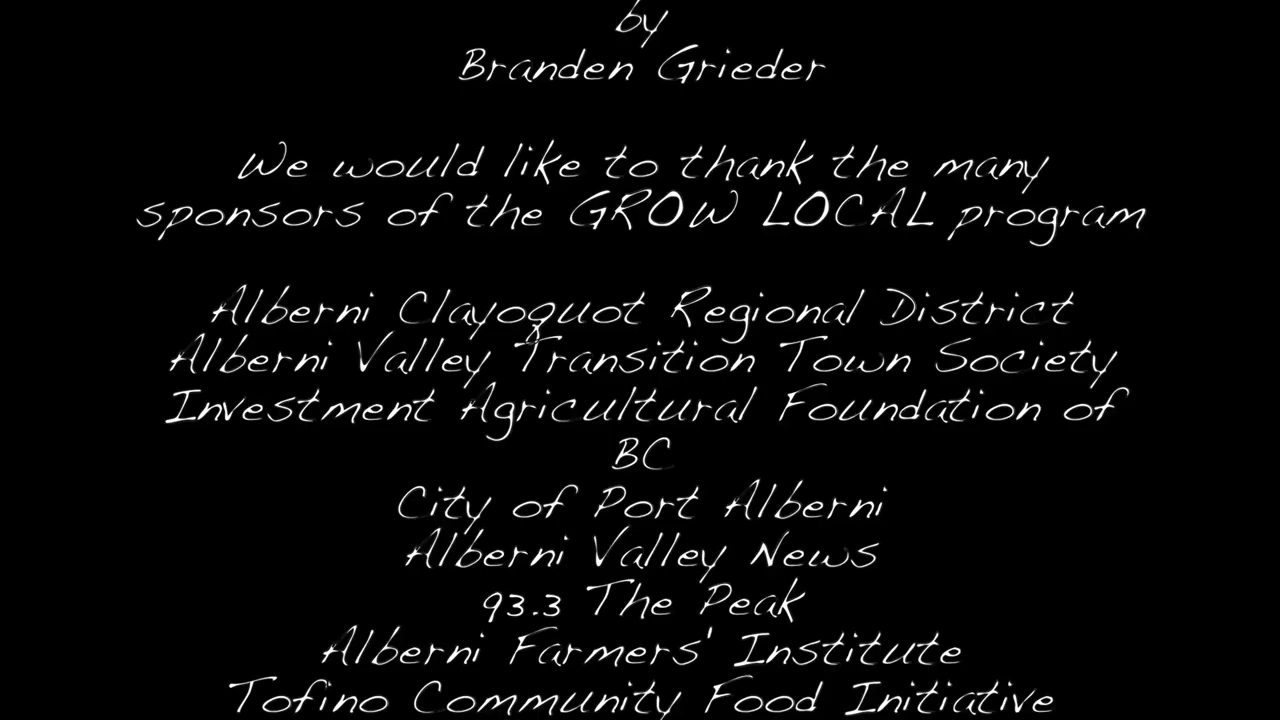 by
Branden Grieder
We would like to thank the many
sponsors of the GROW LOCAL program
Alberni Clayoquot Regional District
Alberni Valley Transition Town Society
Investment Agricultural Foundation of
BC
City of Port Alberni
Alberni Valley News
93.3 The Peak
Alberni Farmers' Institute
Tofino Community Food Initiative